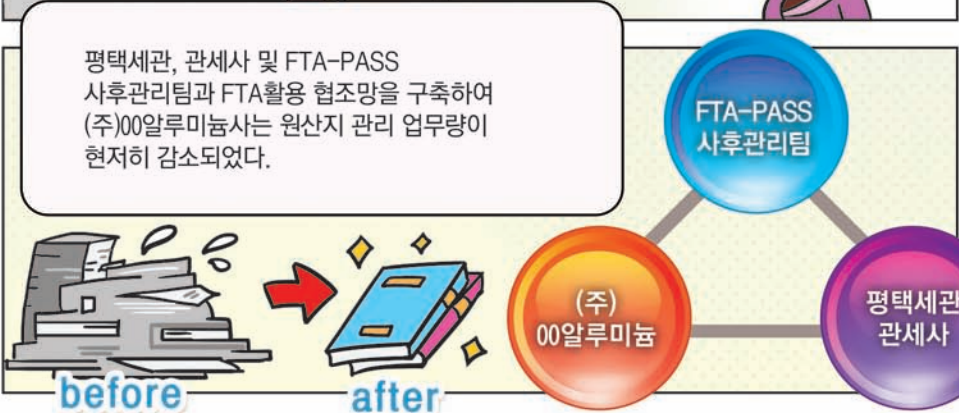 평택세관, 관세사 및 FTA-PASS
사후관리팀과 FTA활용 협조망을 구축하여
(주)00알루미늄사는 원산지 관리 업무량이
현저히 감소되었다.
FTA-PASS
사후관리팀
(주)
00알루미늄
평택세관
관세사
before
after